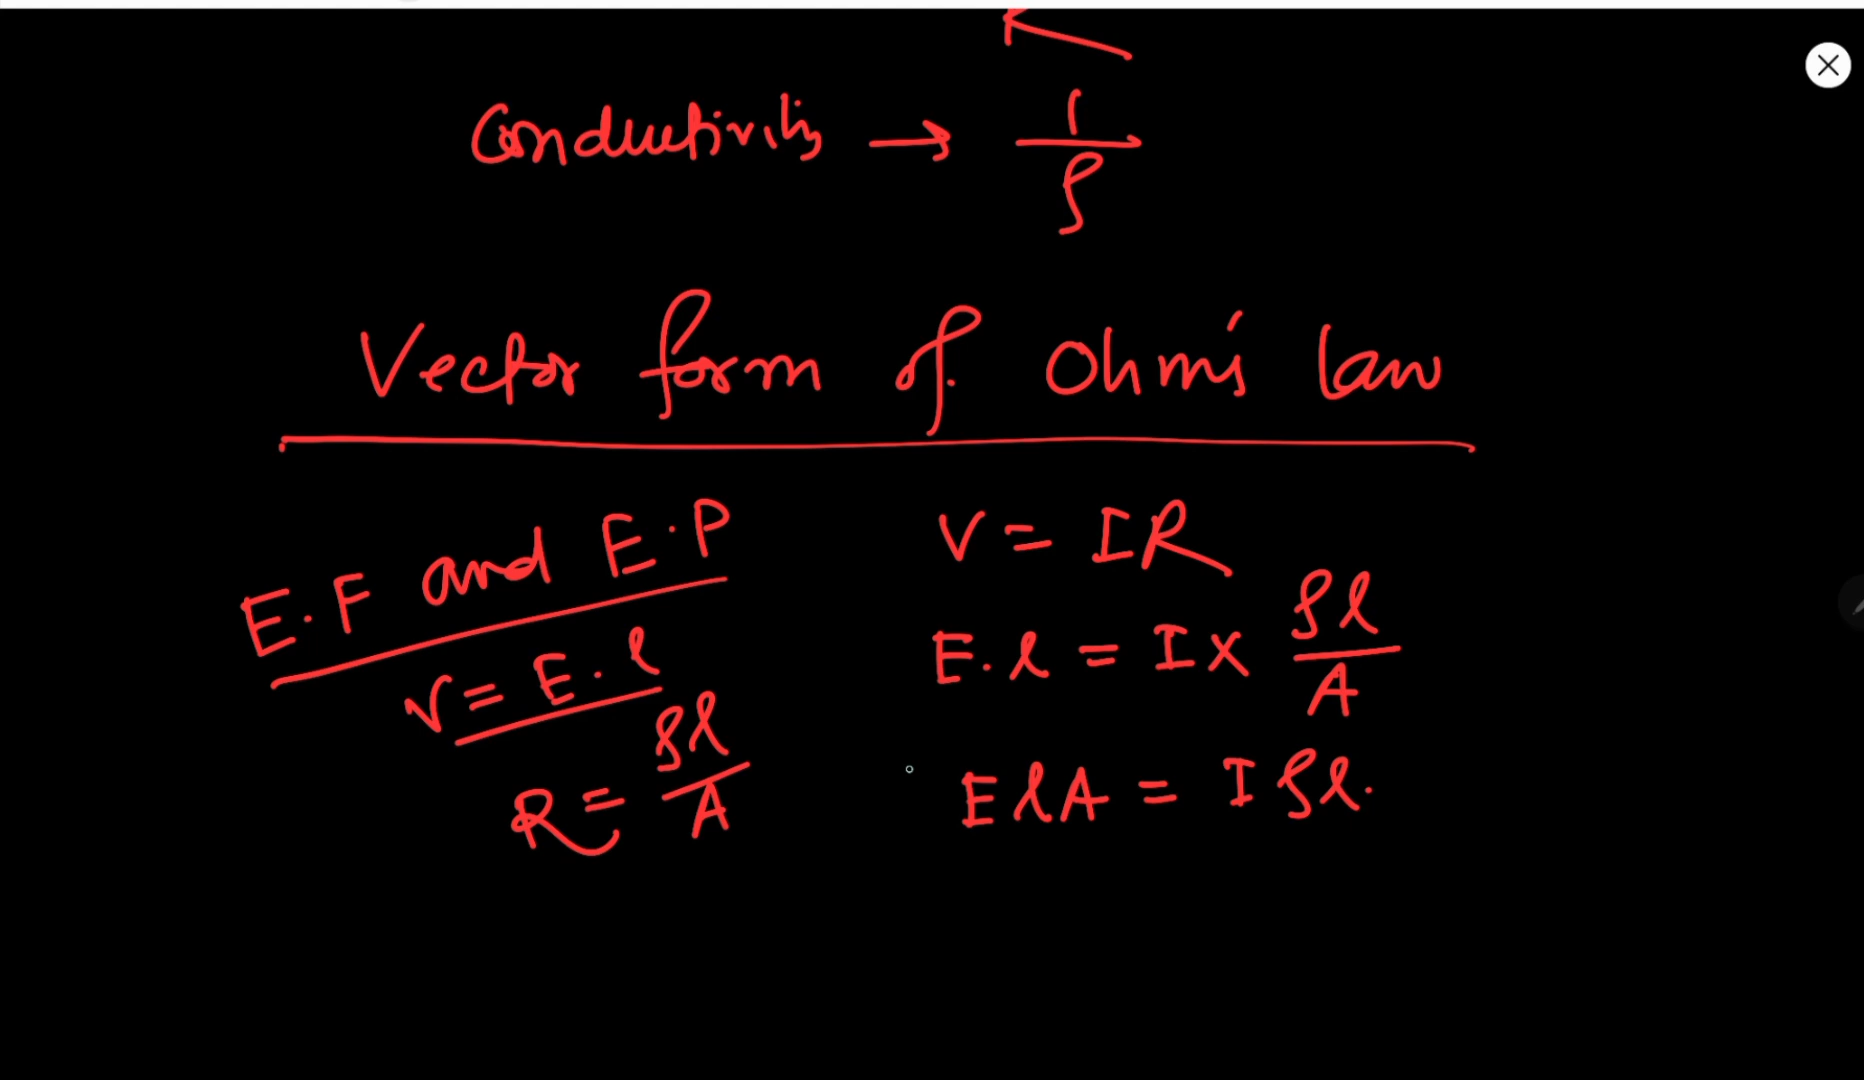 Conductivity → 1/ρ
Vector form of Ohm's law
E.F and E.P
V = E.l
R = ρl/A
V = IR
E.l = I × ρl/A
ElA = Iρl.